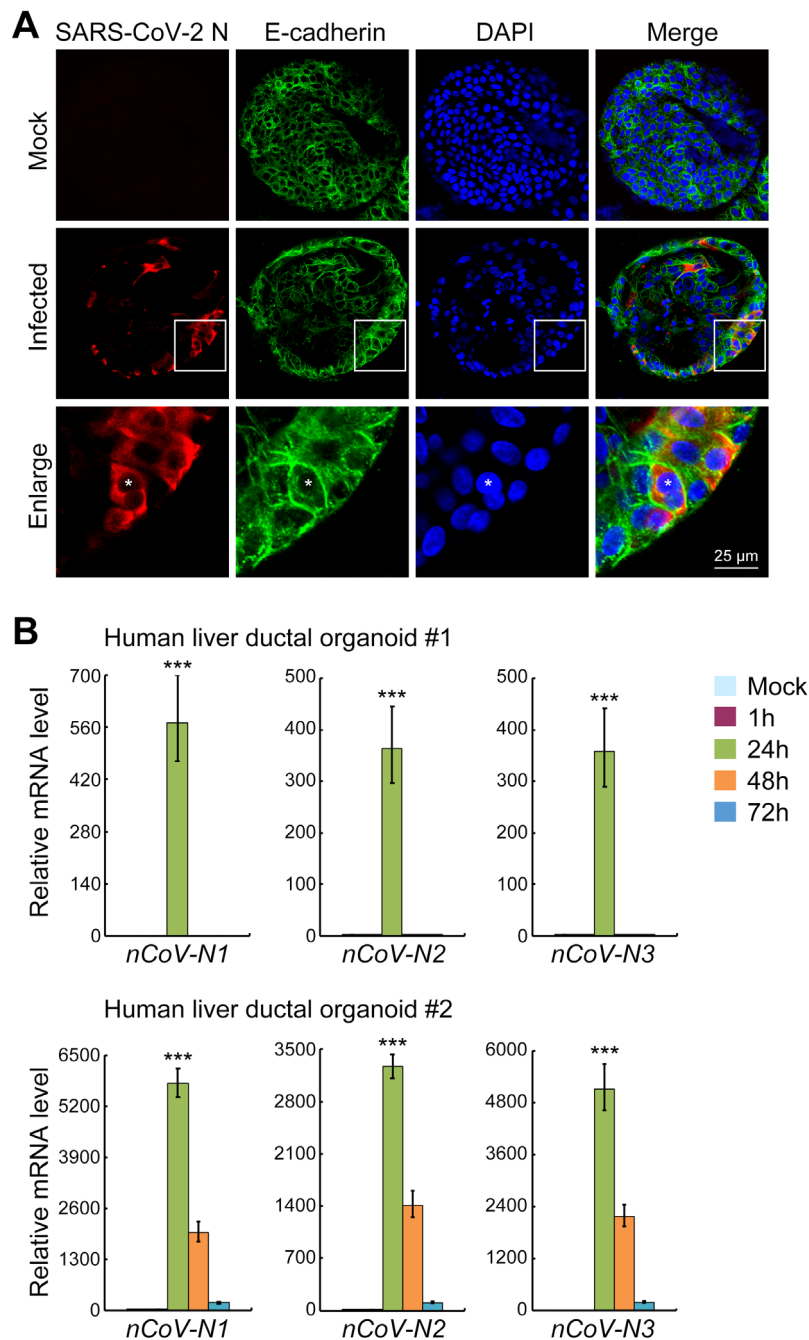 A
SARS-CoV-2 N E-cadherin DAPI Merge
Mock
Infected
Enlarge
* * * *
25 μm
B
Human liver ductal organoid #1
Relative mRNA level
700
560
420
280
140
0
***
nCoV-N1
500
400
300
200
100
0
***
nCoV-N2
500
400
300
200
100
0
***
nCoV-N3
Mock
1h
24h
48h
72h
Human liver ductal organoid #2
Relative mRNA level
6500
5200
3900
2600
1300
0
***
nCoV-N1
3500
2800
2100
1400
700
0
***
nCoV-N2
6000
4800
3600
2400
1200
0
***
nCoV-N3